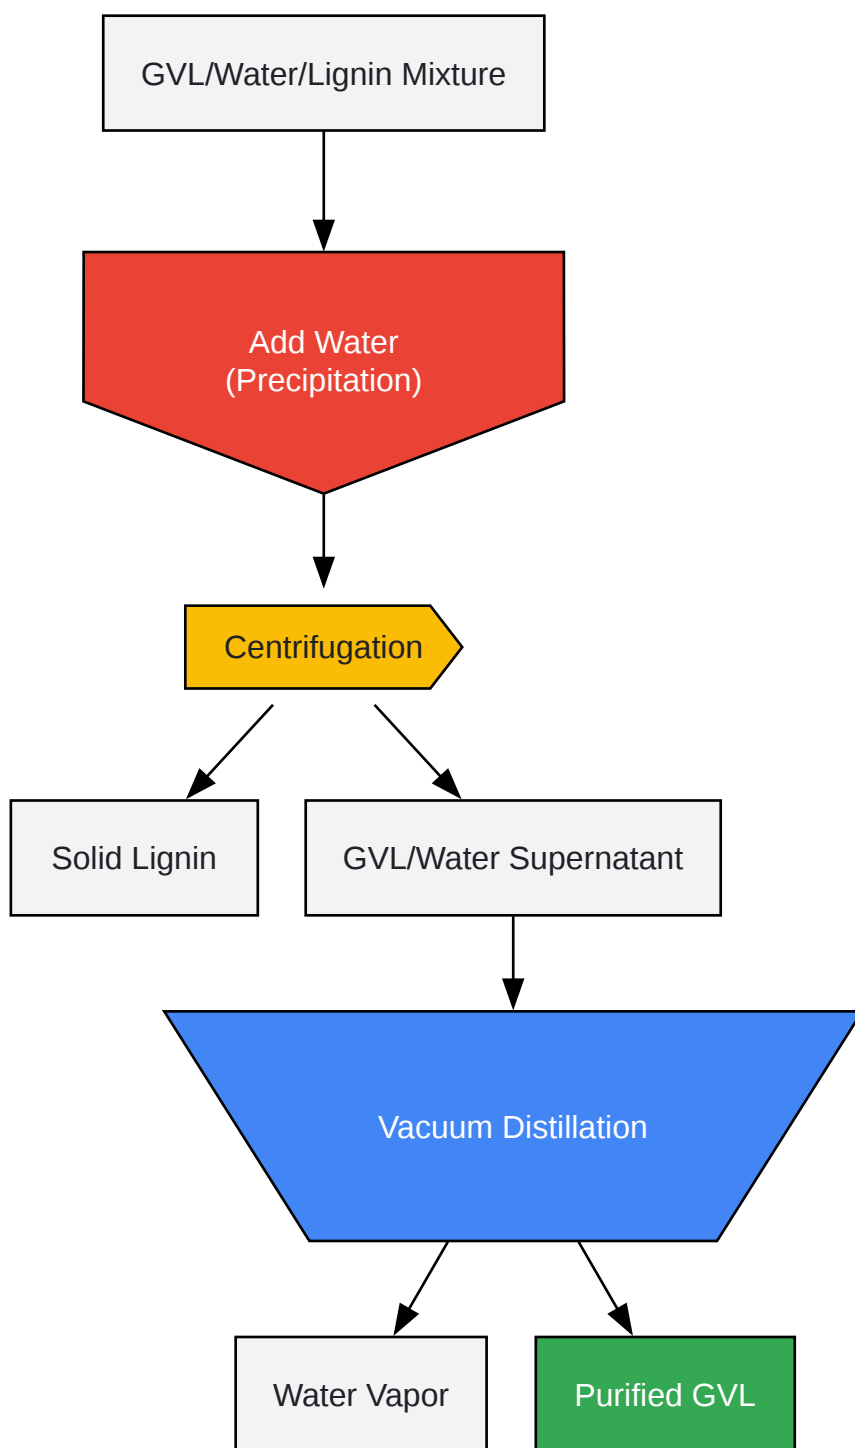 GVL/Water/Lignin Mixture
Add Water
(Precipitation)
Centrifugation
Solid Lignin
GVL/Water Supernatant
Vacuum Distillation
Water Vapor
Purified GVL